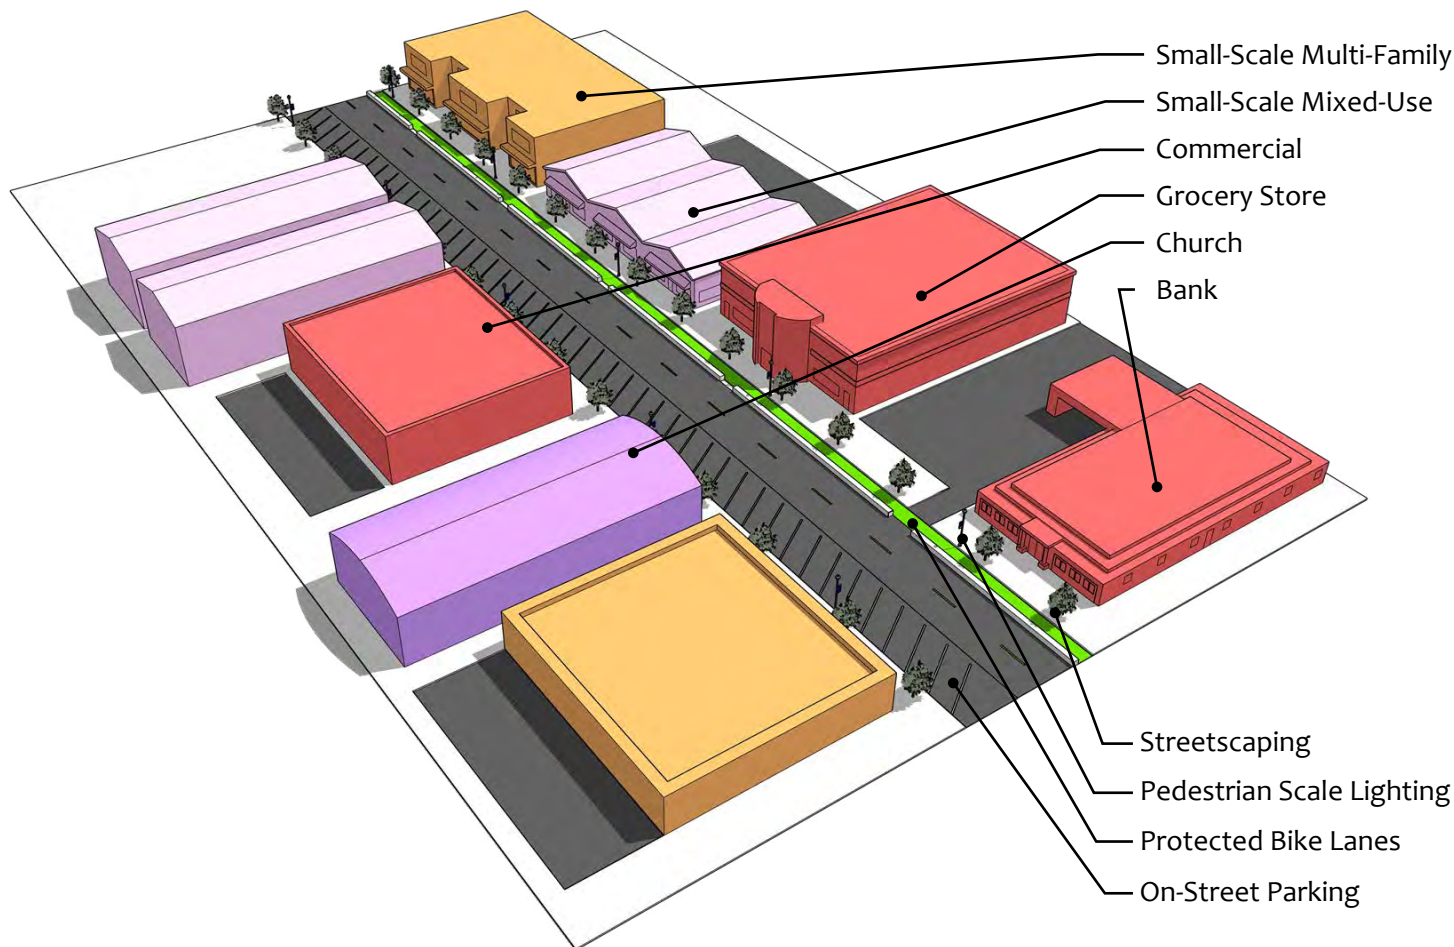 Small-Scale Multi-Family
Small-Scale Mixed-Use
Commercial
Grocery Store
Church
Bank
Streetscaping
Pedestrian Scale Lighting
Protected Bike Lanes
On-Street Parking